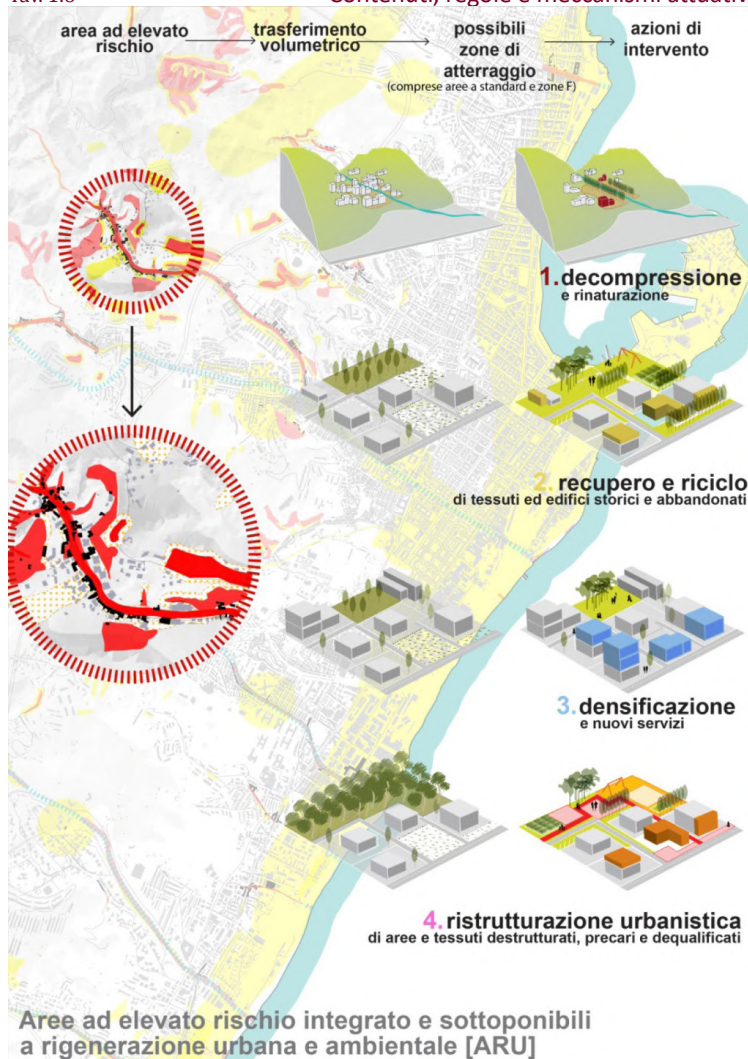 Contenuti, regole e meccanismi attuativi
area ad elevato
rischio
trasferimento
volumetrico
possibili
zone di
atterraggio
(comprese aree a standard e zone F)
azioni di
intervento
1. decompressione
e rinaturazione
2. recupero e riciclo
di tessuti ed edifici storici e abbandonati
3. densificazione
e nuovi servizi
4. ristrutturazione urbanistica
di aree e tessuti destrutturati, precari e dequalificati
Aree ad elevato rischio integrato e sottoponibili
a rigenerazione urbana e ambientale [ARU]